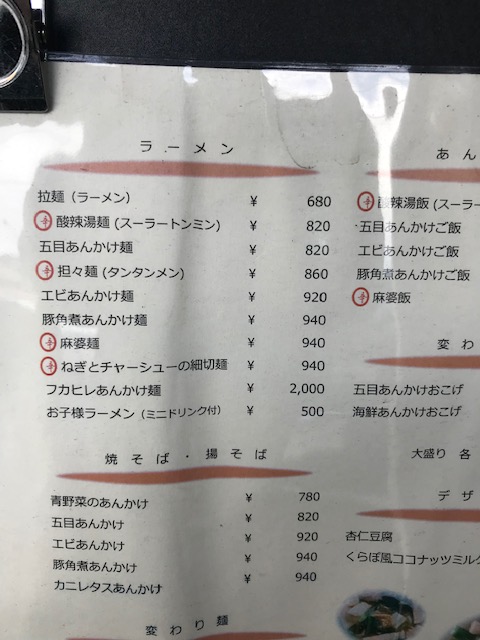 ラーメン
拉麺（ラーメン） ¥ 680
辛 酸辣湯麺（スーラートンミン） ¥ 820
五目あんかけ麺 ¥ 820
辛 担々麺（タンタンメン） ¥ 860
エビあんかけ麺 ¥ 920
豚角煮あんかけ麺 ¥ 940
辛 麻婆麺 ¥ 940
辛 ねぎとチャーシューの細切麺 ¥ 940
フカヒレあんかけ麺 ¥ 2,000
お子様ラーメン（ミニドリンク付） ¥ 500
焼そば・揚そば
青野菜のあんかけ ¥ 780
五目あんかけ ¥ 820
エビあんかけ ¥ 920
豚角煮あんかけ ¥ 940
カニレタスあんかけ ¥ 940
変わり麺
あん
辛 酸辣湯飯（スーラー
五目あんかけご飯
エビあんかけご飯
豚角煮あんかけご飯
辛 麻婆飯
変わ
五目あんかけおこげ
海鮮あんかけおこげ
大盛り 各
デザ
杏仁豆腐
くらぽ風ココナッツミルク